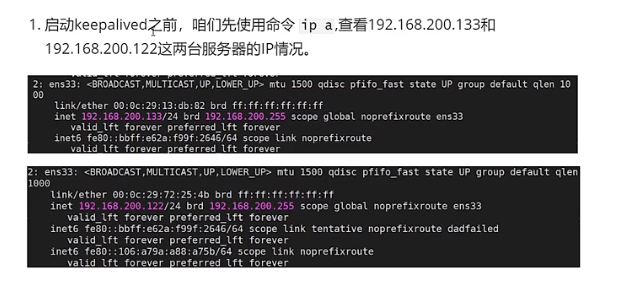 1. 启动keepalived之前，咱们先使用命令 ip a,查看192.168.200.133和
192.168.200.122这两台服务器的IP情况。
valid_lft forever preferred_lft forever
2: ens33: <BROADCAST,MULTICAST,UP,LOWER_UP> mtu 1500 qdisc pfifo_fast state UP group default qlen 10
00
link/ether 00:0c:29:13:db:82 brd ff:ff:ff:ff:ff:ff
inet 192.168.200.133/24 brd 192.168.200.255 scope global noprefixroute ens33
valid_lft forever preferred_lft forever
inet6 fe80::bbff:e62a:f99f:2646/64 scope link noprefixroute
valid_lft forever preferred_lft forever
2: ens33: <BROADCAST,MULTICAST,UP,LOWER_UP> mtu 1500 qdisc pfifo_fast state UP group default qlen
1000
link/ether 00:0c:29:72:25:4b brd ff:ff:ff:ff:ff:ff
inet 192.168.200.122/24 brd 192.168.200.255 scope global noprefixroute ens33
valid_lft forever preferred_lft forever
inet6 fe80::bbff:e62a:f99f:2646/64 scope link tentative noprefixroute dadfailed
valid_lft forever preferred_lft forever
inet6 fe80::106:a79a:a88:a75b/64 scope link noprefixroute
valid_lft forever preferred_lft forever